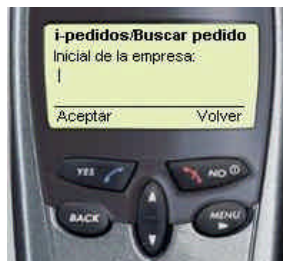 i-pedidos/Buscar pedido
Inicial de la empresa:
Aceptar Volver
YES NO
BACK MENU